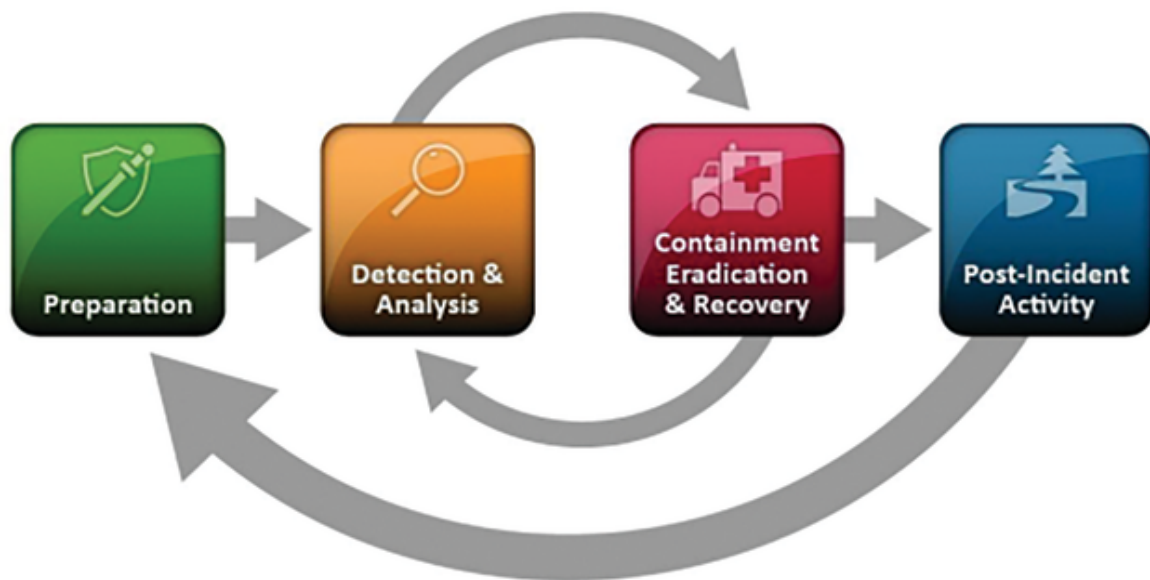 Preparation
Detection &
Analysis
Containment
Eradication
& Recovery
Post-Incident
Activity